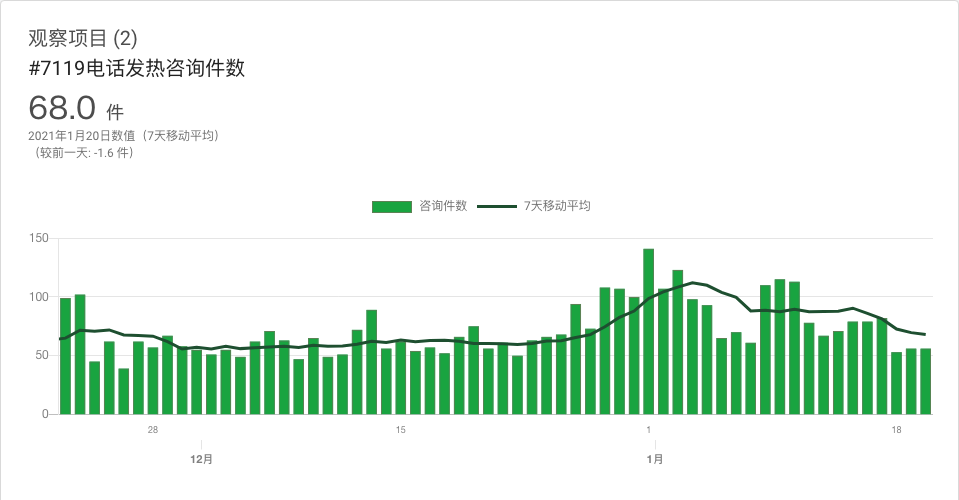 观察项目 (2)
#7119电话发热咨询件数
68.0 件
2021年1月20日数值（7天移动平均）
（较前一天: -1.6 件）
咨询件数 7天移动平均
150
100
50
0
28 15 1 18
12月 1月